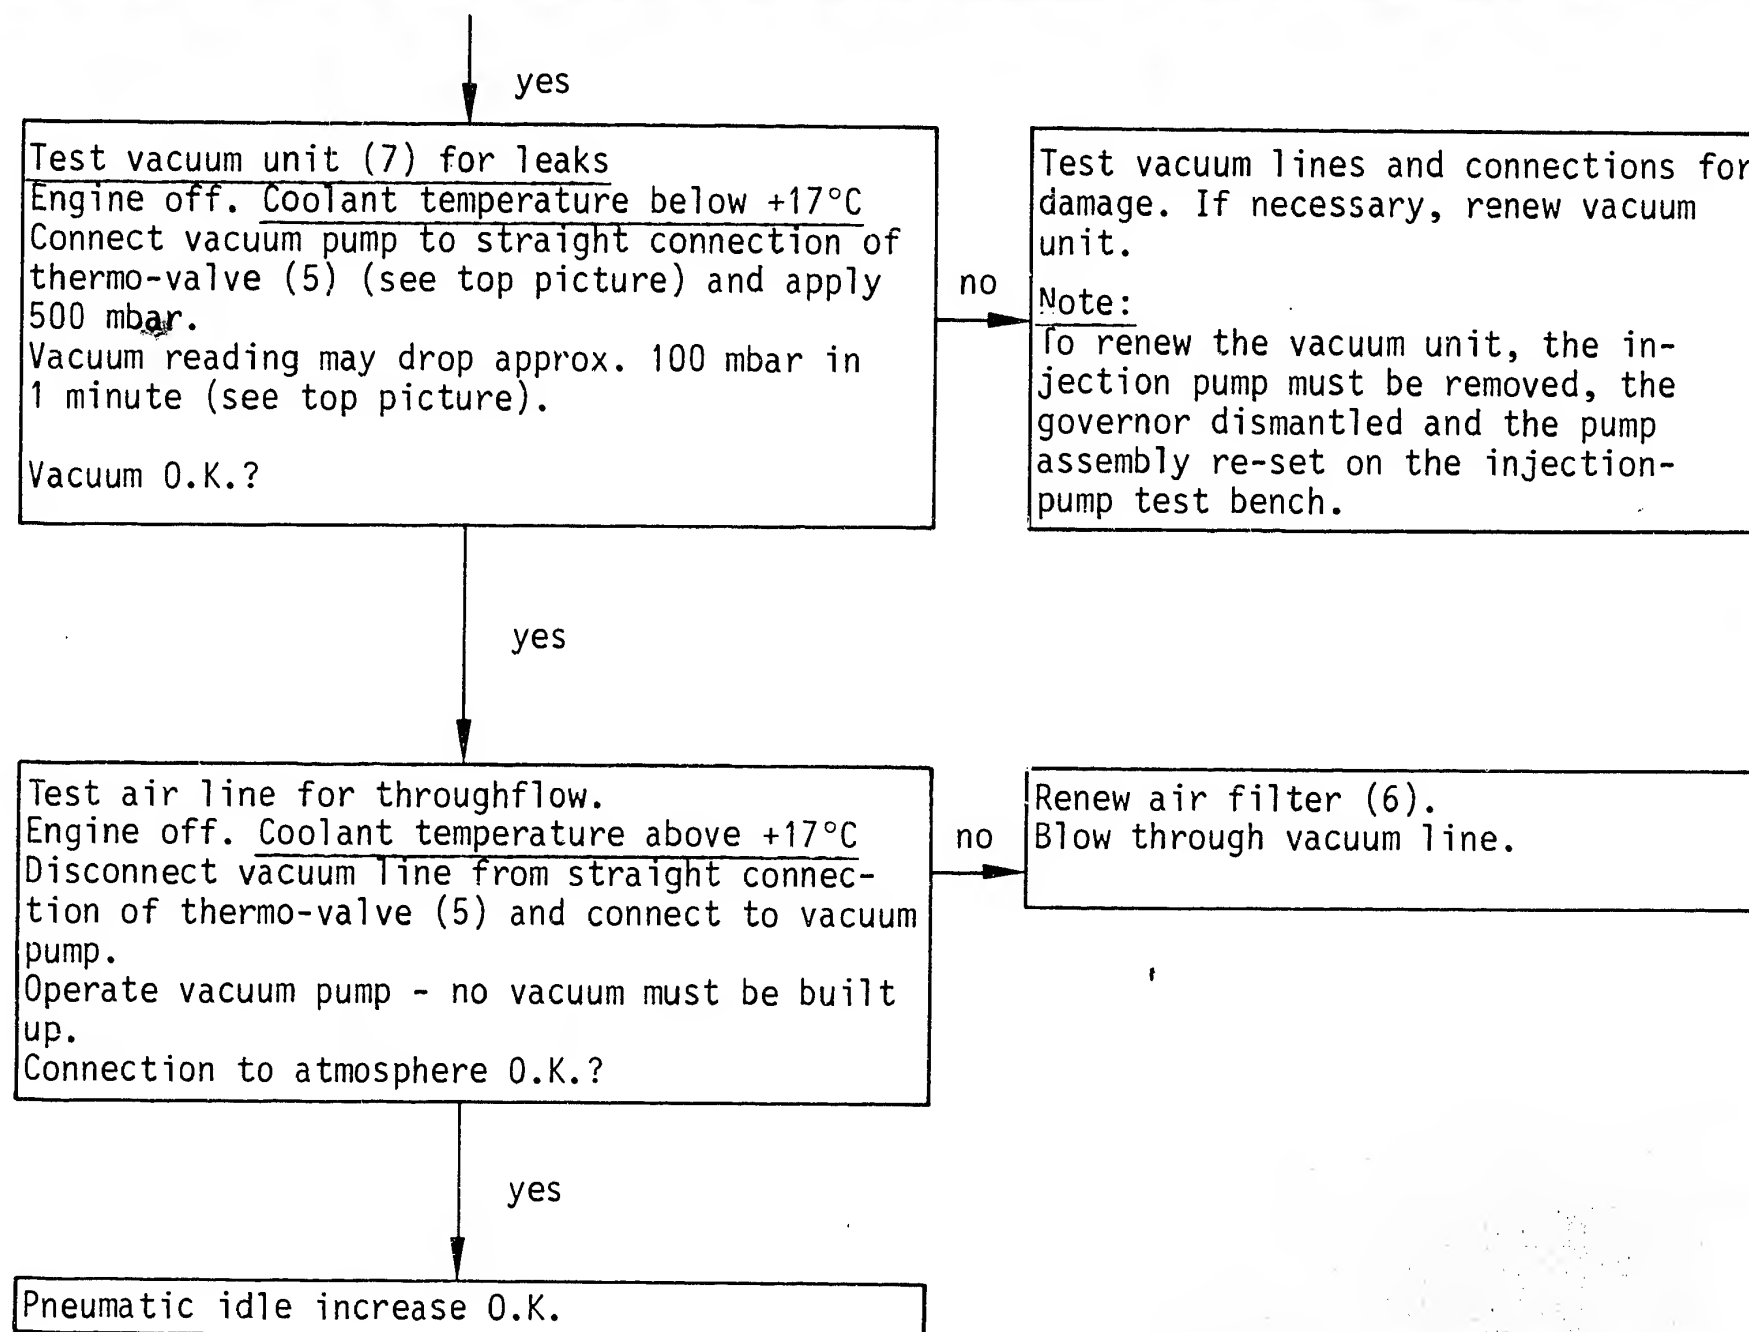 yes
Test vacuum unit (7) for leaks
Engine off. Coolant temperature below +17°C
Connect vacuum pump to straight connection of
thermo-valve (5) (see top picture) and apply
500 mbar.
Vacuum reading may drop approx. 100 mbar in
1 minute (see top picture).
Vacuum O.K.?
no
Test vacuum lines and connections for
damage. If necessary, renew vacuum
unit.
Note:
To renew the vacuum unit, the in-
jection pump must be removed, the
governor dismantled and the pump
assembly re-set on the injection-
pump test bench.
yes
Test air line for throughflow.
Engine off. Coolant temperature above +17°C
Disconnect vacuum line from straight connec-
tion of thermo-valve (5) and connect to vacuum
pump.
Operate vacuum pump - no vacuum must be built
up.
Connection to atmosphere O.K.?
no
Renew air filter (6).
Blow through vacuum line.
yes
Pneumatic idle increase O.K.